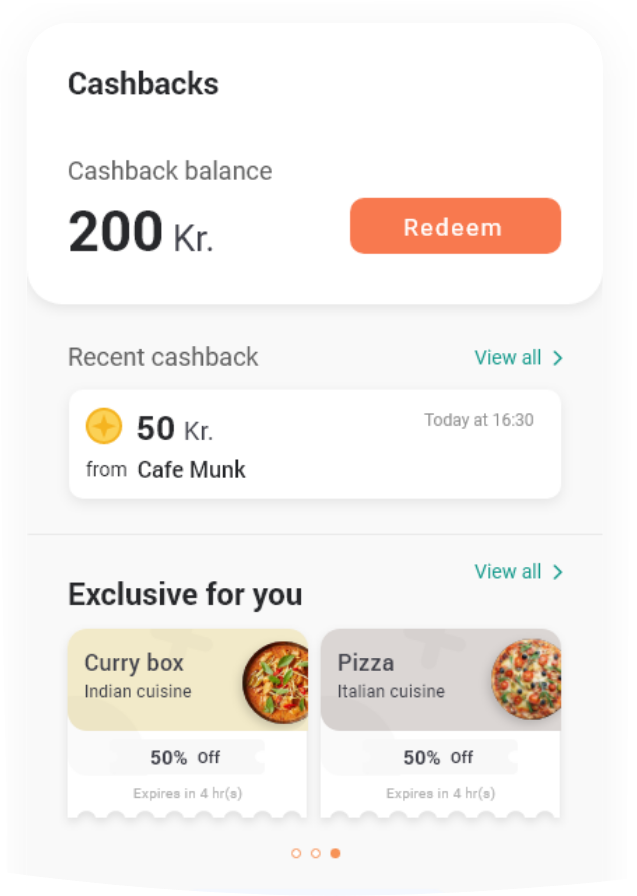 Cashbacks
Cashback balance
200 Kr.
Redeem
Recent cashback
View all
50 Kr.
Today at 16:30
from Cafe Munk
View all
Exclusive for you
Curry box
Indian cuisine
50% Off
Expires in 4 hr(s)
Pizza
Italian cuisine
50% Off
Expires in 4 hr(s)